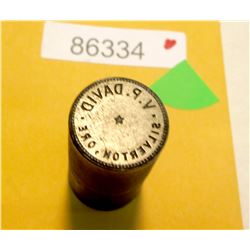 86334
V.P. DAVID
SILVERTON, ORE.